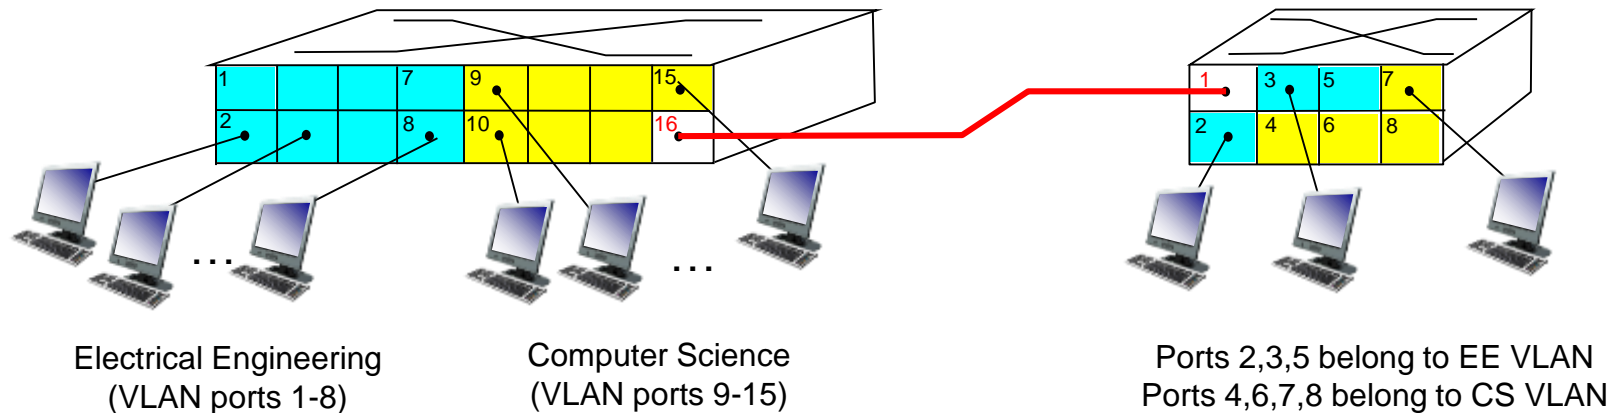 1 7 9 15
2 8 10 16
1 3 5 7
2 4 6 8
...
...
Electrical Engineering
(VLAN ports 1-8)
Computer Science
(VLAN ports 9-15)
Ports 2,3,5 belong to EE VLAN
Ports 4,6,7,8 belong to CS VLAN